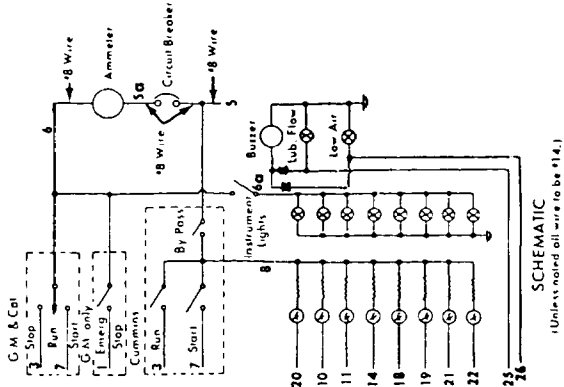 G M & Cat
Stop
3
Run
7
Start
G M only
Emerg
Stop
Cummins
3
Run
7
Start
By Pass
6
#8 Wire
Ammeter
5a
Circuit Breaker
#8 Wire
#8 Wire
5
6a
Instrument
Lights
8
Buzzer
Lub. Flow
Low Air
20
10
11
14
18
19
21
22
25
26
SCHEMATIC
(Unless noted all wire to be #14.)